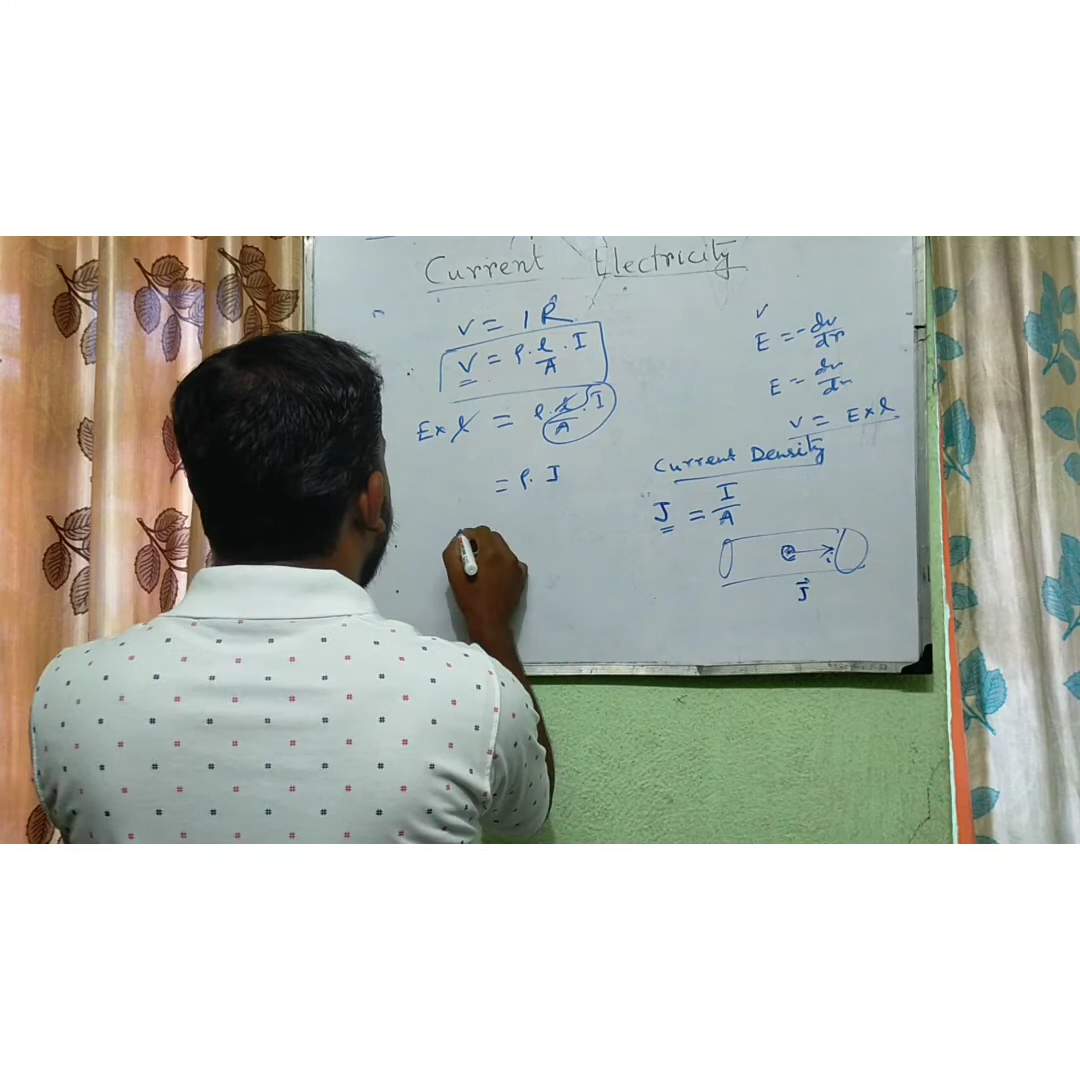 Current Electricity
V = IR
V = ρ. l/A . I
E × l = ρ. l/A . I
= ρ. J
V
E = - dv/dr
E = dv/dr
V = E × l
Current Density
J = I/A
J⃗